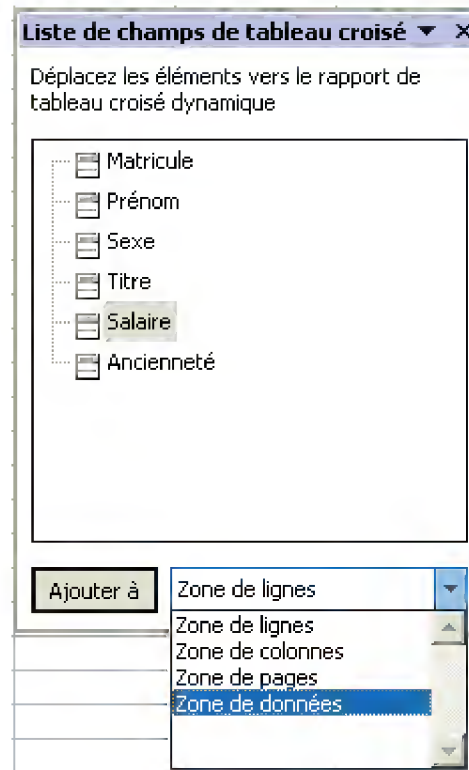 Liste de champs de tableau croisé
Déplacez les éléments vers le rapport de
tableau croisé dynamique
Matricule
Prénom
Sexe
Titre
Salaire
Ancienneté
Ajouter à
Zone de lignes
Zone de lignes
Zone de colonnes
Zone de pages
Zone de données